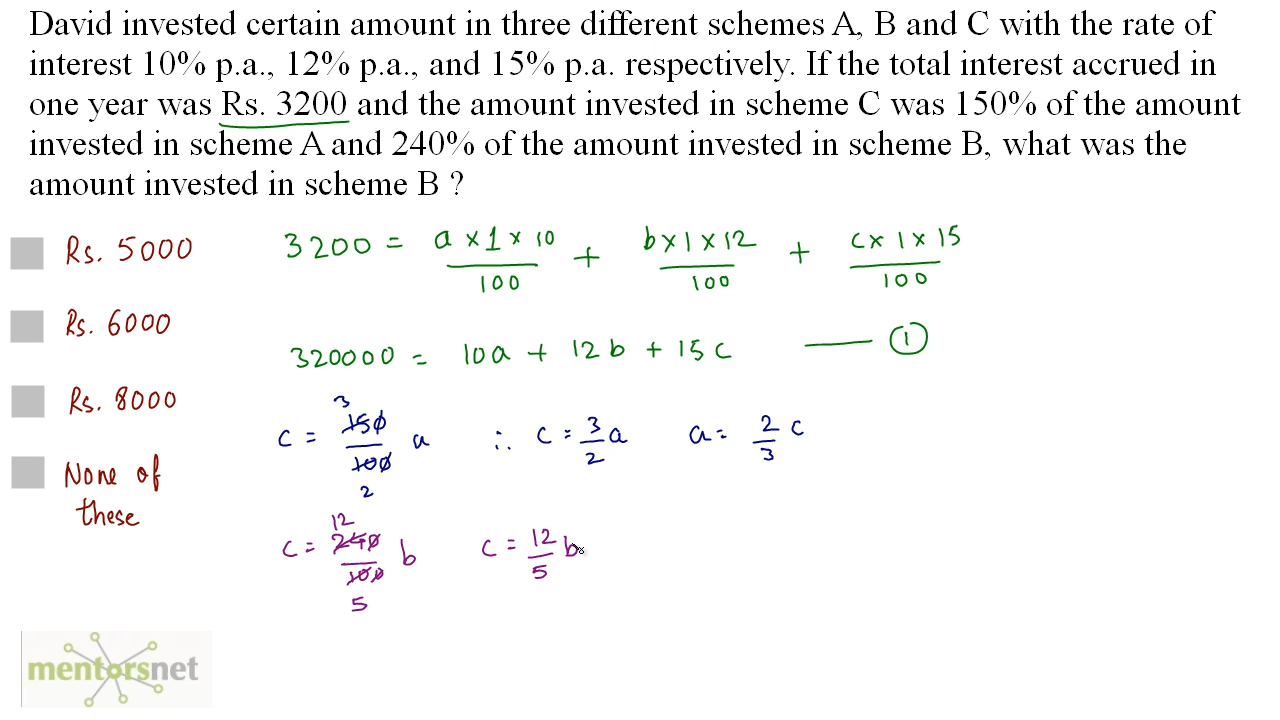 David invested certain amount in three different schemes A, B and C with the rate of
interest 10% p.a., 12% p.a., and 15% p.a. respectively. If the total interest accrued in
one year was Rs. 3200 and the amount invested in scheme C was 150% of the amount
invested in scheme A and 240% of the amount invested in scheme B, what was the
amount invested in scheme B ?
Rs. 5000
Rs. 6000
Rs. 8000
None of
these
3200 = a x 1 x 10 / 100 + b x 1 x 12 / 100 + c x 1 x 15 / 100
320000 = 10a + 12b + 15c — 1
3
c = 150 / 100 a ∴ c = 3/2 a a = 2/3 c
2
12
c = 240 / 100 b c = 12/5 b
5
mentorsnet